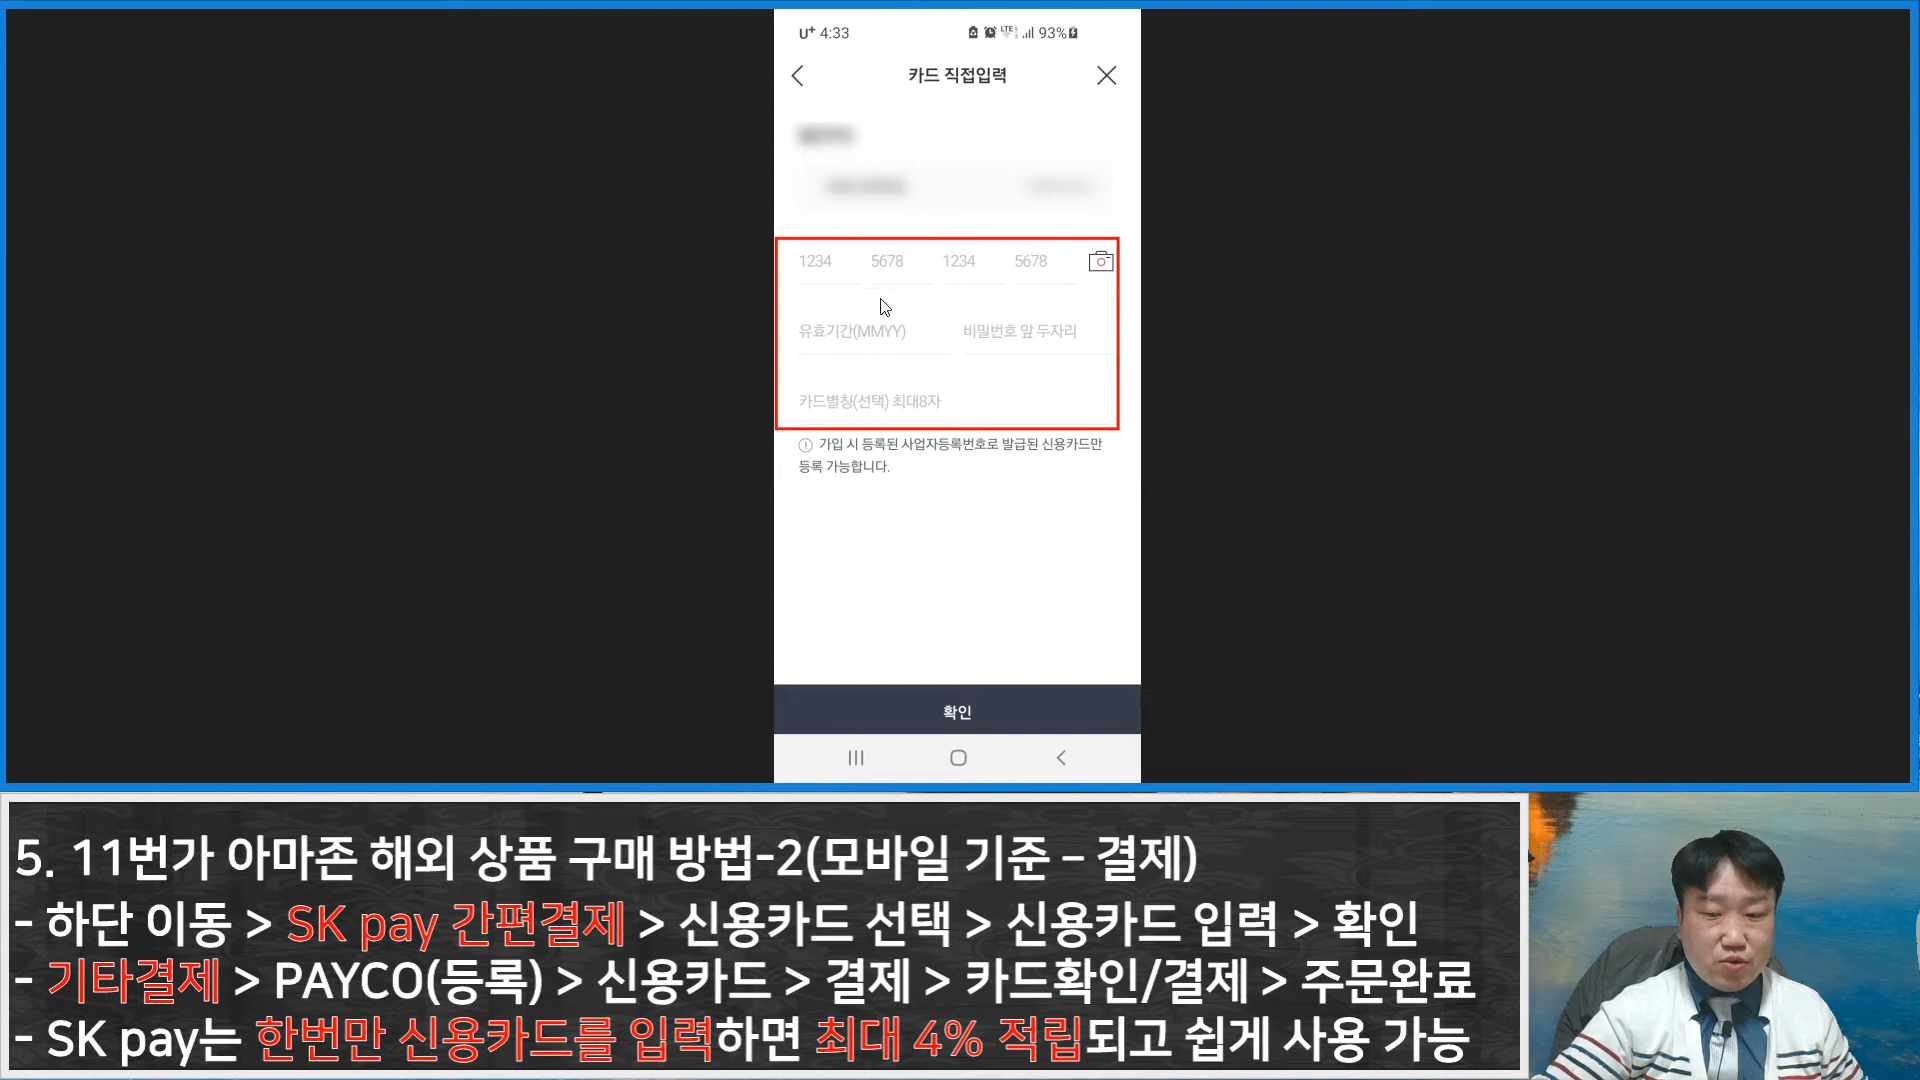 U+ 4:33 LTE 93%
카드 직접입력
1234 5678 1234 5678
유효기간(MMYY) 비밀번호 앞 두자리
카드별칭(선택) 최대8자
가입 시 등록된 사업자등록번호로 발급된 신용카드만
등록 가능합니다.
확인
5. 11번가 아마존 해외 상품 구매 방법-2(모바일 기준 – 결제)
- 하단 이동 > SK pay 간편결제 > 신용카드 선택 > 신용카드 입력 > 확인
- 기타결제 > PAYCO(등록) > 신용카드 > 결제 > 카드확인/결제 > 주문완료
- SK pay는 한번만 신용카드를 입력하면 최대 4% 적립되고 쉽게 사용 가능